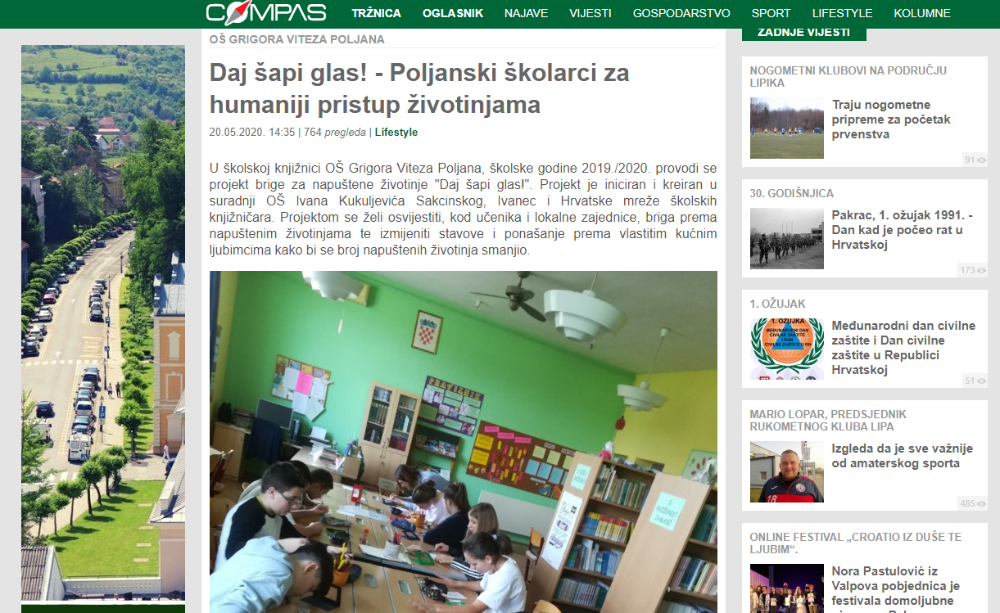 COMPAS
TRŽNICA OGLASNIK NAJAVE VIJESTI GOSPODARSTVO SPORT LIFESTYLE KOLUMNE
OŠ GRIGORA VITEZA POLJANA
Daj šapi glas! - Poljanski školarci za
humaniji pristup životinjama
20.05.2020. 14:35 | 764 pregleda | Lifestyle
U školskoj knjižnici OŠ Grigora Viteza Poljana, školske godine 2019./2020. provodi se
projekt brige za napuštene životinje "Daj šapi glas!". Projekt je iniciran i kreiran u
suradnji OŠ Ivana Kukuljevića Sakcinskog, Ivanec i Hrvatske mreže školskih
knjižničara. Projektom se želi osvijestiti, kod učenika i lokalne zajednice, briga prema
napuštenim životinjama te izmijeniti stavove i ponašanje prema vlastitim kućnim
ljubimcima kako bi se broj napuštenih životinja smanjio.
PRAVILNIK
ZADNJE VIJESTI
NOGOMETNI KLUBOVI NA PODRUČJU
LIPIKA
Traju nogometne
pripreme za početak
prvenstva
91
30. GODIŠNJICA
Pakrac, 1. ožujak 1991. -
Dan kad je počeo rat u
Hrvatskoj
173
1. OŽUJAK
1. OŽUJKA
MEĐUNARODNI DAN
CIVILNE ZAŠTITE
I DAN
CIVILNE ZAŠTITE U RH
Međunarodni dan civilne
zaštite i Dan civilne
zaštite u Republici
Hrvatskoj
51
MARIO LOPAR, PREDSJEDNIK
RUKOMETNOG KLUBA LIPA
18
Izgleda da je sve važnije
od amaterskog sporta
485
ONLINE FESTIVAL „CROATIO IZ DUŠE TE
LJUBIM“.
Nora Pastulović iz
Valpova pobjednica je
festivala domoljubne